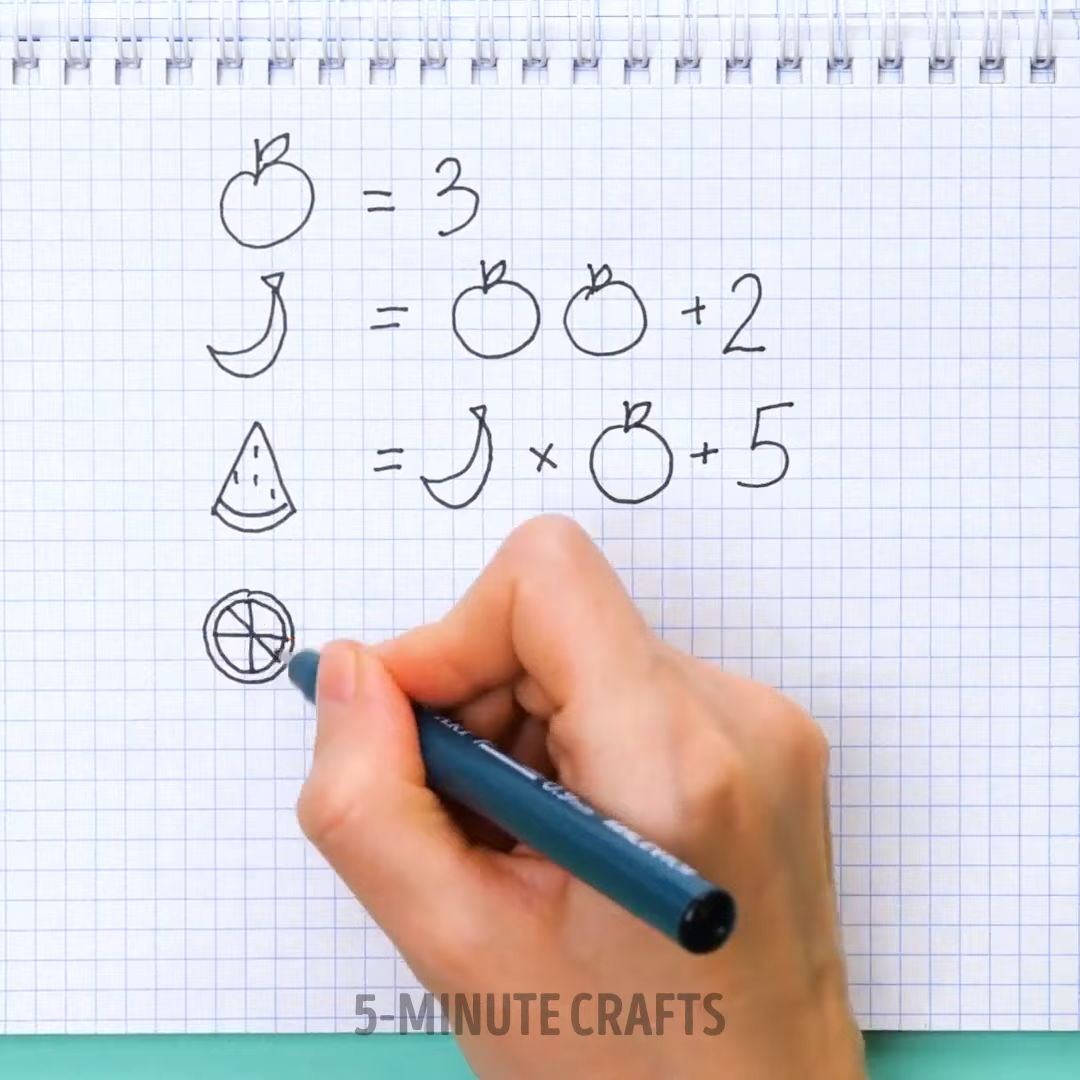 = 3
= + 2
= × + 5
5-MINUTE CRAFTS